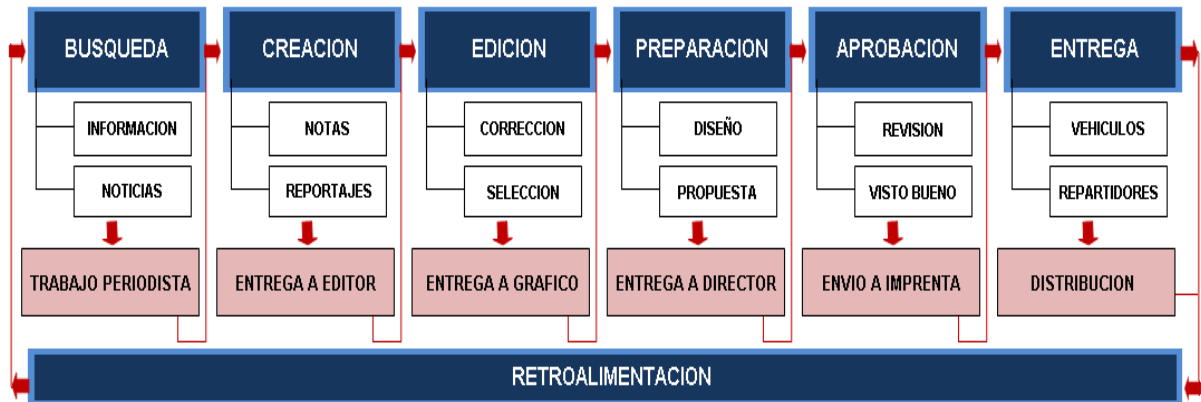 BUSQUEDA
CREACION
EDICION
PREPARACION
APROBACION
ENTREGA
INFORMACION
NOTAS
CORRECCION
DISEÑO
REVISION
VEHICULOS
NOTICIAS
REPORTAJES
SELECCION
PROPUESTA
VISTO BUENO
REPARTIDORES
TRABAJO PERIODISTA
ENTREGA A EDITOR
ENTREGA A GRAFICO
ENTREGA A DIRECTOR
ENVIO A IMPRENTA
DISTRIBUCION
RETROALIMENTACION